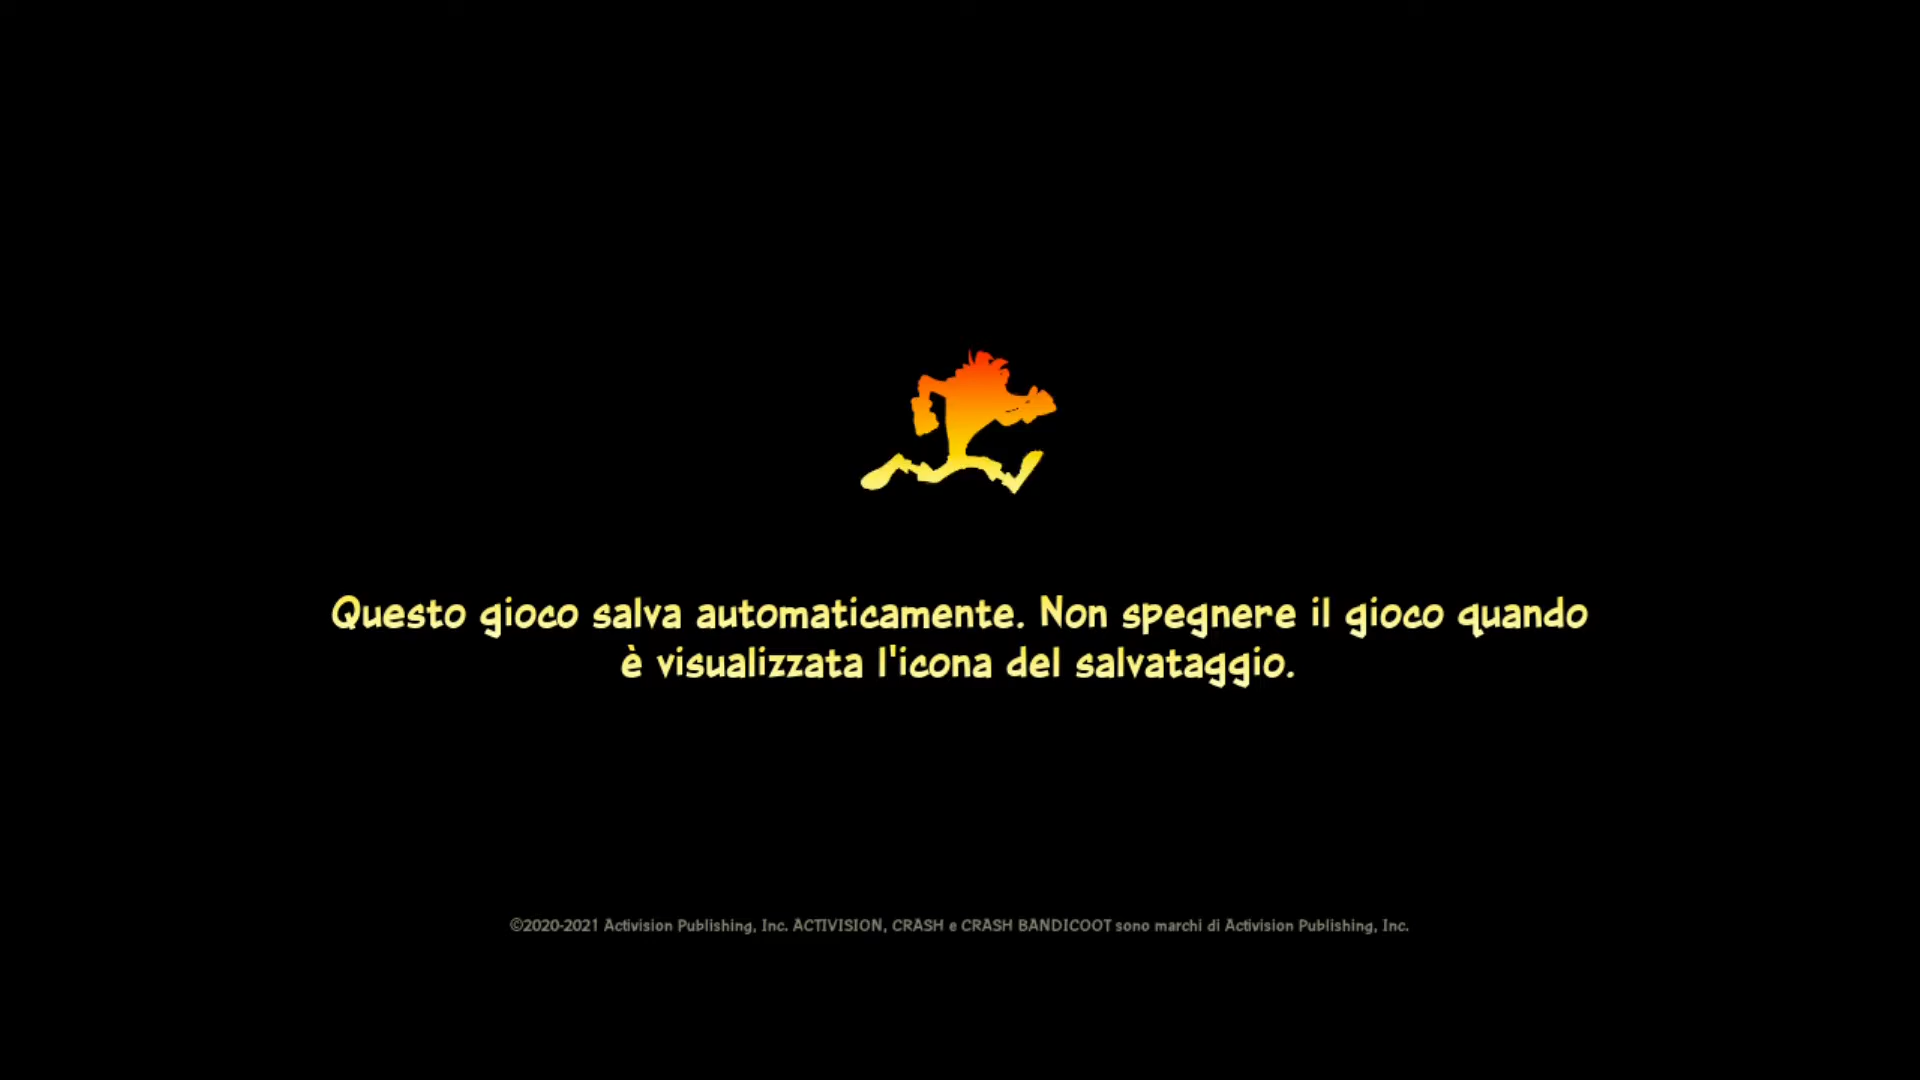 Questo gioco salva automaticamente. Non spegnere il gioco quando
è visualizzata l'icona del salvataggio.
©2020-2021 Activision Publishing, Inc. ACTIVISION, CRASH e CRASH BANDICOOT sono marchi di Activision Publishing, Inc.